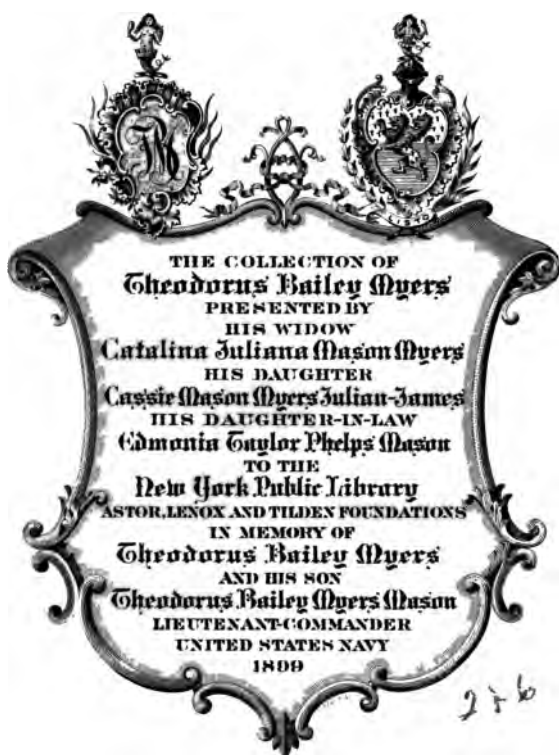 THE COLLECTION OF
Theodorus Bailey Myers
PRESENTED BY
HIS WIDOW
Catalina Juliana Mason Myers
HIS DAUGHTER
Cassie Mason Myers Julian-James
HIS DAUGHTER-IN-LAW
Edmonia Taylor Phelps Mason
TO THE
New York Public Library
ASTOR, LENOX AND TILDEN FOUNDATIONS
IN MEMORY OF
Theodorus Bailey Myers
AND HIS SON
Theodorus Bailey Myers Mason
LIEUTENANT-COMMANDER
UNITED STATES NAVY
1899